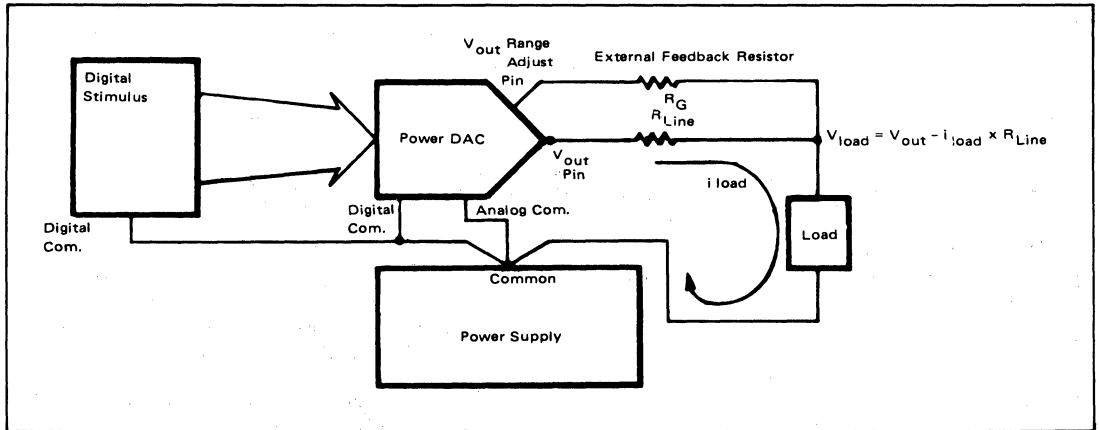 Digital
Stimulus
Digital
Com.
Power DAC
V_out Range
Adjust
Pin
External Feedback Resistor
R_G
R_Line
V_out
Pin
V_load = V_out - i_load x R_Line
i load
Load
Digital
Com.
Analog Com.
Common
Power Supply